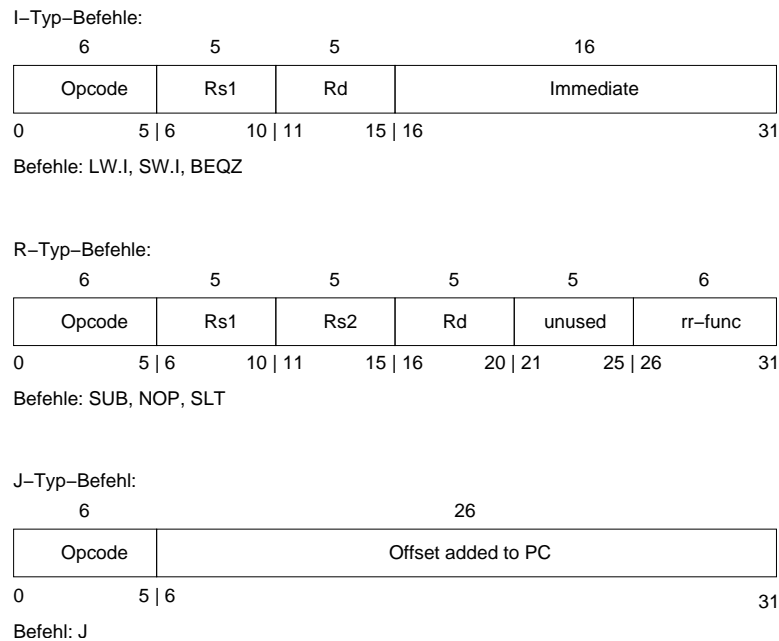 I−Typ−Befehle:
6 5 5 16
Opcode Rs1 Rd Immediate
0 5 | 6 10 | 11 15 | 16 31
Befehle: LW.I, SW.I, BEQZ
R−Typ−Befehle:
6 5 5 5 5 6
Opcode Rs1 Rs2 Rd unused rr−func
0 5 | 6 10 | 11 15 | 16 20 | 21 25 | 26 31
Befehle: SUB, NOP, SLT
J−Typ−Befehl:
6 26
Opcode Offset added to PC
0 5 | 6 31
Befehl: J